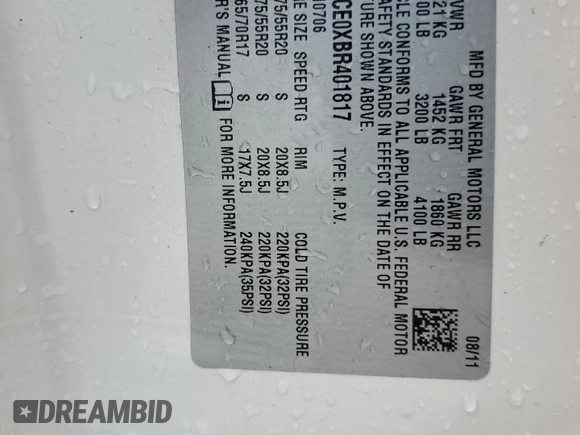 MFD BY GENERAL MOTORS LLC 08/11
GVWR GAWR FRT GAWR RR
21 KG 1452 KG 1860 KG
00 LB 3200 LB 4100 LB
CLE CONFORMS TO ALL APPLICABLE U.S. FEDERAL MOTOR
AFETY STANDARDS IN EFFECT ON THE DATE OF
TURE SHOWN ABOVE.
CE0XBR401817 TYPE: M.P.V.
0706
E SIZE SPEED RTG RIM COLD TIRE PRESSURE
75/55R20 S 20X8.5J 220KPA(32PSI)
75/55R20 S 20X8.5J 220KPA(32PSI)
65/70R17 S 17X7.5J 240KPA(35PSI)
R'S MANUAL i FOR MORE INFORMATION.
DREAMBID